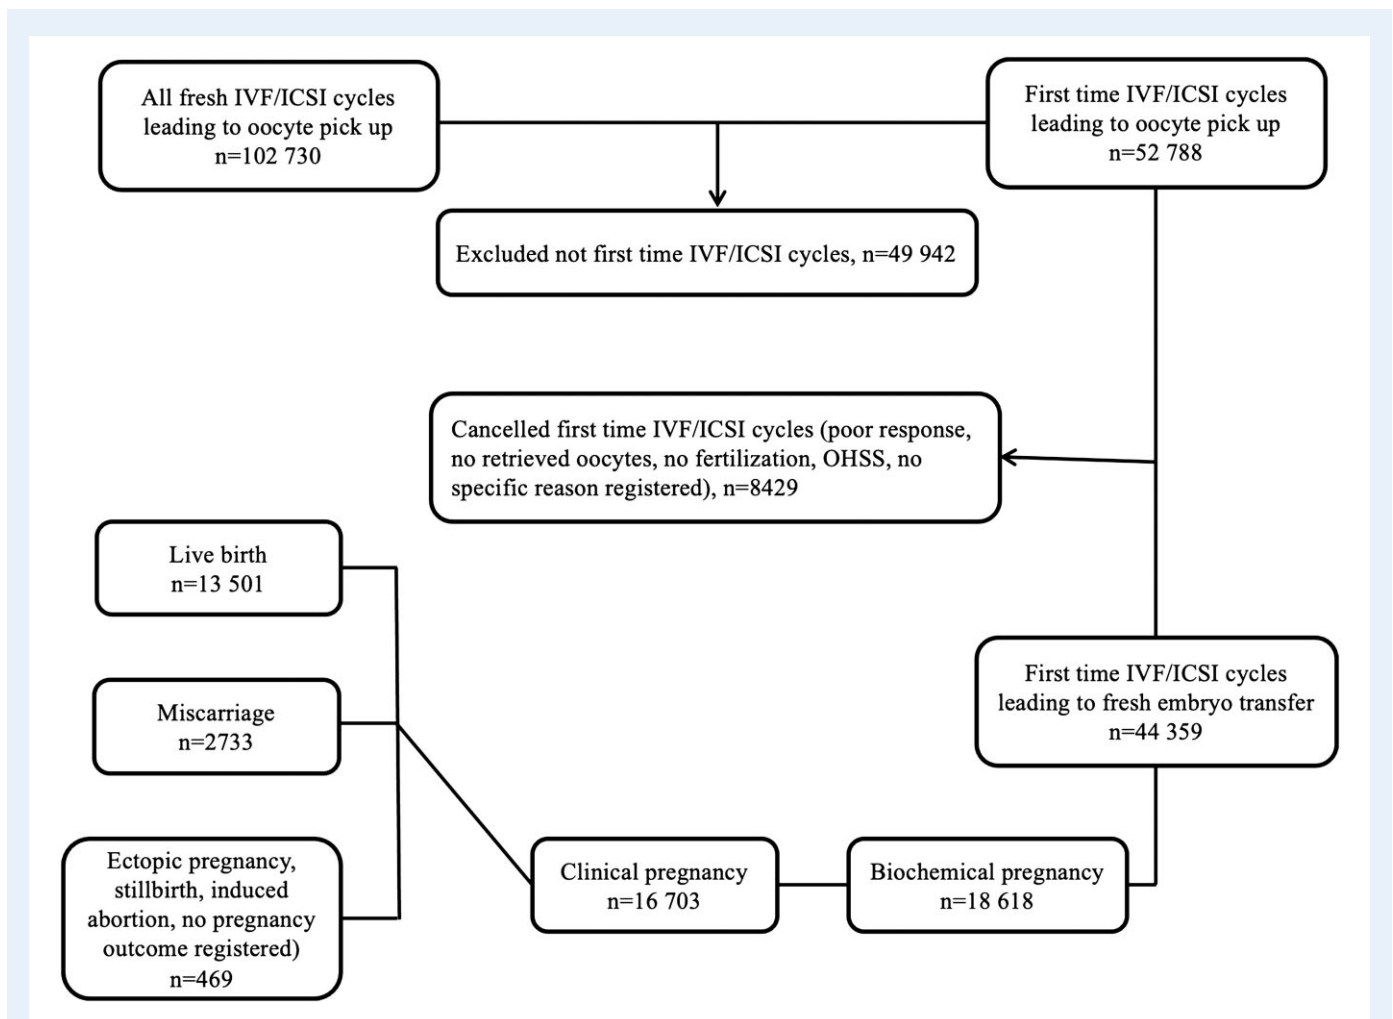 All fresh IVF/ICSI cycles
leading to oocyte pick up
n=102 730
First time IVF/ICSI cycles
leading to oocyte pick up
n=52 788
Excluded not first time IVF/ICSI cycles, n=49 942
Cancelled first time IVF/ICSI cycles (poor response,
no retrieved oocytes, no fertilization, OHSS, no
specific reason registered), n=8429
Live birth
n=13 501
Miscarriage
n=2733
First time IVF/ICSI cycles
leading to fresh embryo transfer
n=44 359
Ectopic pregnancy,
stillbirth, induced
abortion, no pregnancy
outcome registered)
n=469
Clinical pregnancy
n=16 703
Biochemical pregnancy
n=18 618